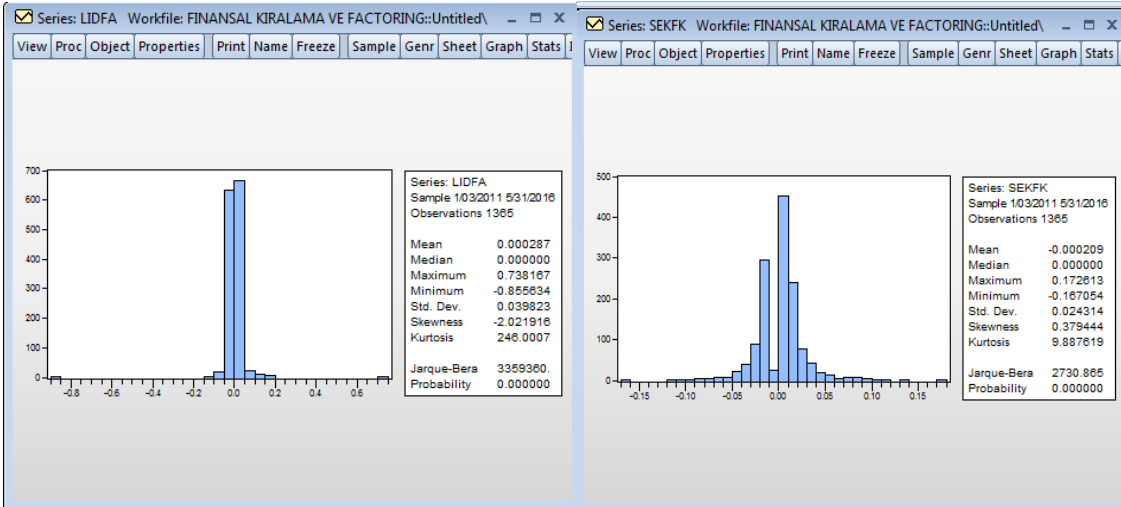 Series: LIDFA Workfile: FINANSAL KIRALAMA VE FACTORING::Untitled\
View Proc Object Properties Print Name Freeze Sample Genr Sheet Graph Stats
700
600
500
400
300
200
100
0
-0.8 -0.6 -0.4 -0.2 0.0 0.2 0.4 0.6
Series: LIDFA
Sample 1/03/2011 5/31/2016
Observations 1365
Mean 0.000287
Median 0.000000
Maximum 0.738167
Minimum -0.855634
Std. Dev. 0.039823
Skewness -2.021916
Kurtosis 246.0007
Jarque-Bera 3359360.
Probability 0.000000
Series: SEKFK Workfile: FINANSAL KIRALAMA VE FACTORING::Untitled\
View Proc Object Properties Print Name Freeze Sample Genr Sheet Graph Stats
500
400
300
200
100
0
-0.15 -0.10 -0.05 0.00 0.05 0.10 0.15
Series: SEKFK
Sample 1/03/2011 5/31/2016
Observations 1365
Mean -0.000209
Median 0.000000
Maximum 0.172613
Minimum -0.167054
Std. Dev. 0.024314
Skewness 0.379444
Kurtosis 9.887619
Jarque-Bera 2730.865
Probability 0.000000